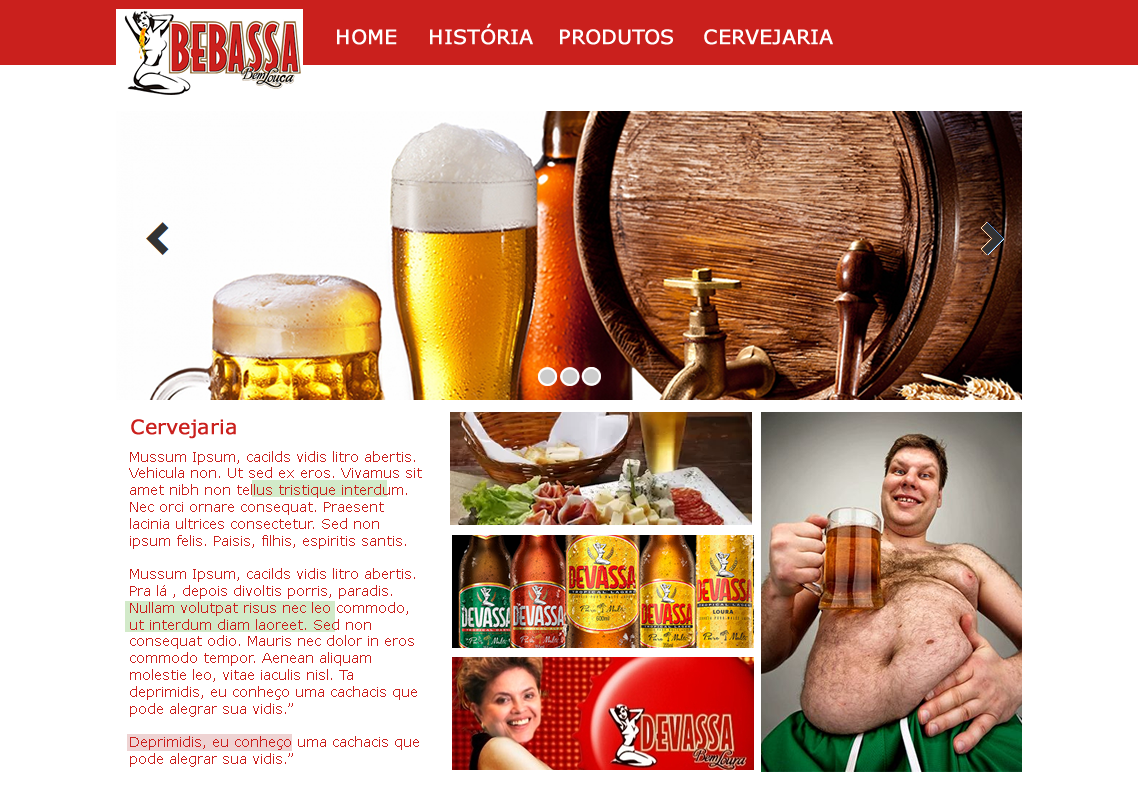 BEBASSA
Bem Louca
HOME HISTÓRIA PRODUTOS CERVEJARIA
Cervejaria
Mussum Ipsum, cacilds vidis litro abertis.
Vehicula non. Ut sed ex eros. Vivamus sit
amet nibh non tellus tristique interdum.
Nec orci ornare consequat. Praesent
lacinia ultrices consectetur. Sed non
ipsum felis. Paisis, filhis, espiritis santis.
Mussum Ipsum, cacilds vidis litro abertis.
Pra lá , depois divoltis porris, paradis.
Nullam volutpat risus nec leo commodo,
ut interdum diam laoreet. Sed non
consequat odio. Mauris nec dolor in eros
commodo tempor. Aenean aliquam
molestie leo, vitae iaculis nisl. Ta
deprimidis, eu conheço uma cachacis que
pode alegrar sua vidis.”
Deprimidis, eu conheço uma cachacis que
pode alegrar sua vidis.”
DEVASSA DEVASSA DEVASSA DEVASSA DEVASSA
TROPICAL LAGER
LOURA
Puro Malte
600ml
DEVASSA
Bem Loura